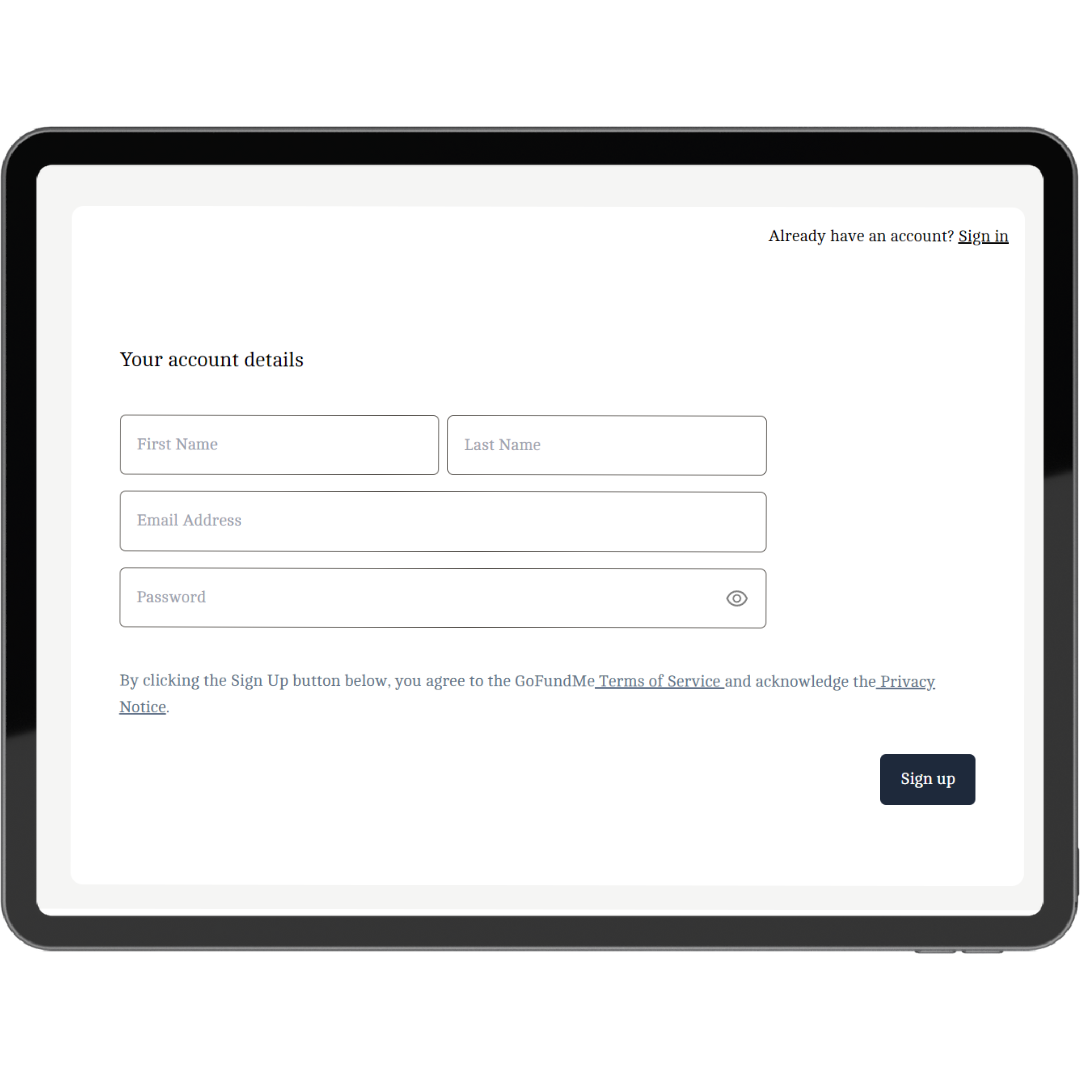 Already have an account? Sign in
Your account details
First Name
Last Name
Email Address
Password
By clicking the Sign Up button below, you agree to the GoFundMe Terms of Service and acknowledge the Privacy
Notice.
Sign up